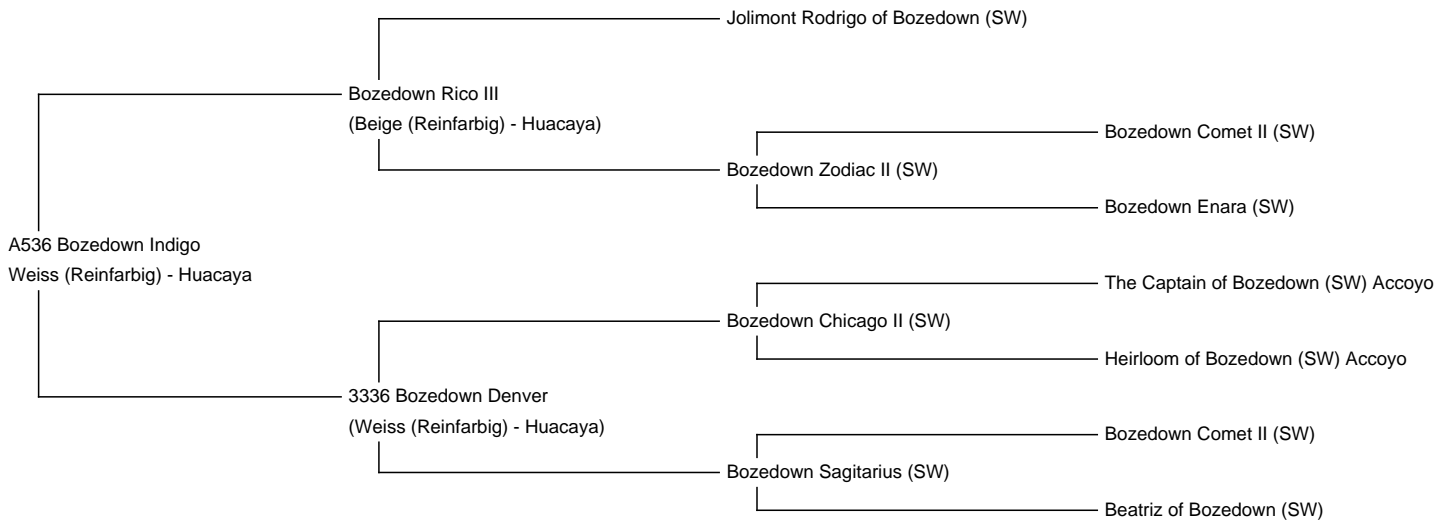 Jolimont Rodrigo of Bozedown (SW)
Bozedown Rico III
(Beige (Reinfarbig) - Huacaya)
Bozedown Comet II (SW)
Bozedown Zodiac II (SW)
Bozedown Enara (SW)
A536 Bozedown Indigo
Weiss (Reinfarbig) - Huacaya
The Captain of Bozedown (SW) Accoyo
Bozedown Chicago II (SW)
Heirloom of Bozedown (SW) Accoyo
3336 Bozedown Denver
(Weiss (Reinfarbig) - Huacaya)
Bozedown Comet II (SW)
Bozedown Sagitarius (SW)
Beatriz of Bozedown (SW)